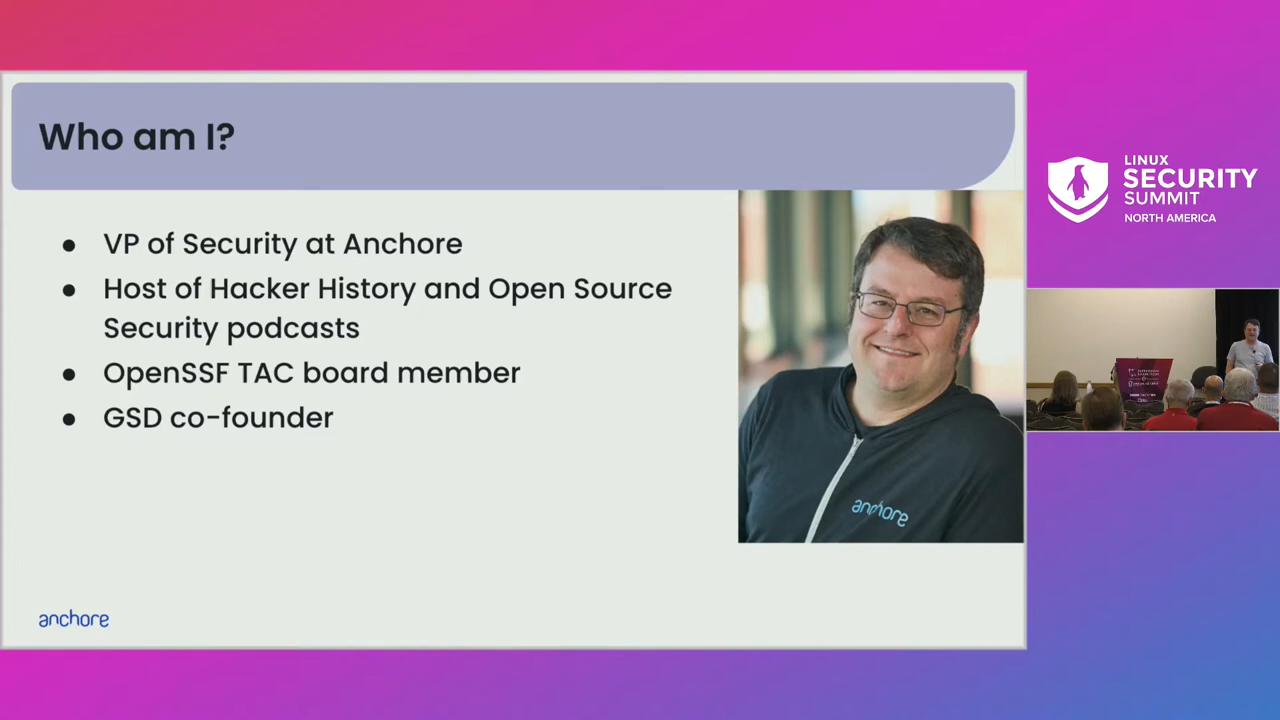 Who am I?
● VP of Security at Anchore
● Host of Hacker History and Open Source
Security podcasts
● OpenSSF TAC board member
● GSD co-founder
anchore
anchore
LINUX
SECURITY
SUMMIT
NORTH AMERICA